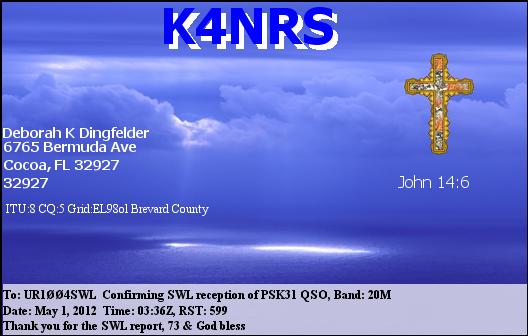 K4NRS
Deborah K Dingfelder
6765 Bermuda Ave
Cocoa, FL 32927
32927
John 14:6
ITU:8 CQ:5 Grid:EL98ol Brevard County
To: UR1ØØ4SWL Confirming SWL reception of PSK31 QSO, Band: 20M
Date: May 1, 2012 Time: 03:36Z, RST: 599
Thank you for the SWL report, 73 & God bless